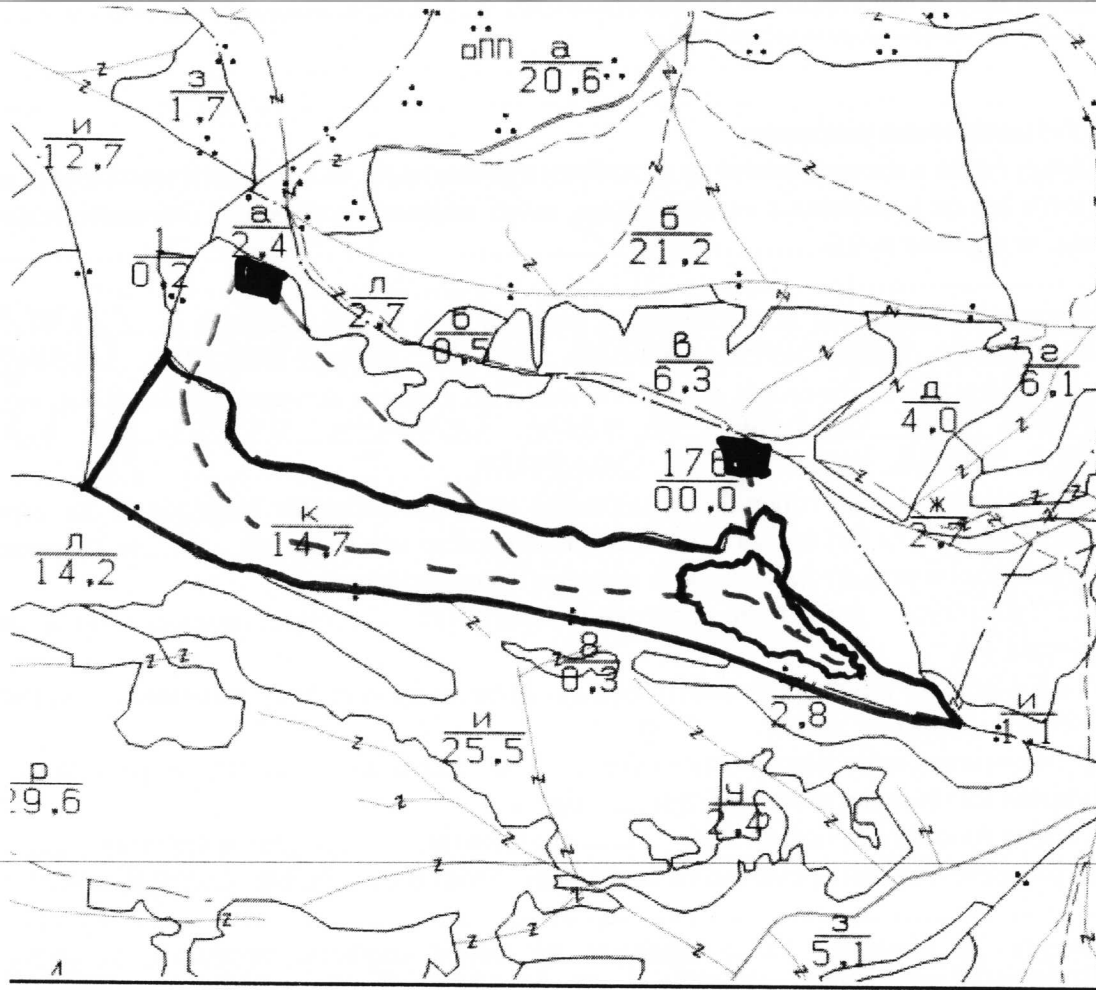 опп
а
20,6
з
1,7
и
12,7
а
2,4
б
21,2
1
0,2
л
2,7
б
0,5
в
6,3
г
6,1
д
4,0
176
00,0
ж
2,7
к
14,7
л
14,2
8
0,3
2,8
и
1,1
и
25,5
р
29,6
у
2,4
з
5,1